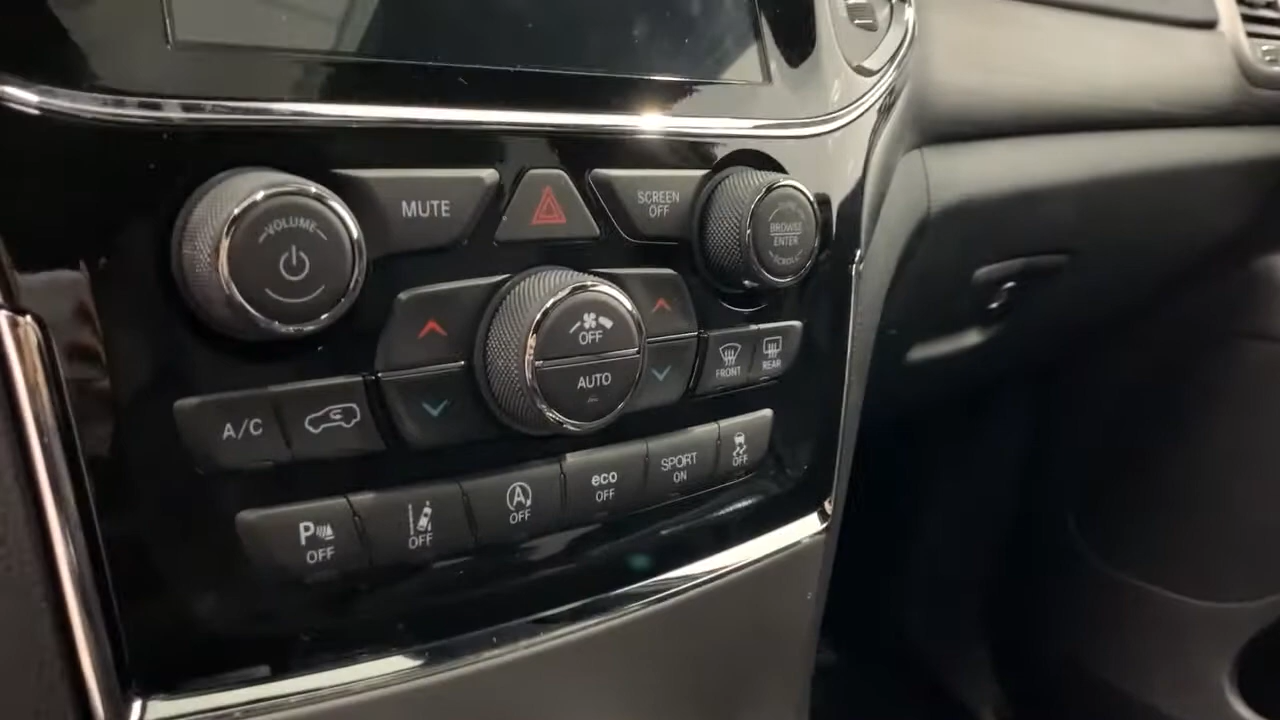 VOLUME
MUTE
SCREEN
OFF
BROWSE
ENTER
SCROLL
OFF
AUTO
FRONT
REAR
A/C
P
OFF
OFF
A
OFF
eco
OFF
SPORT
ON
OFF